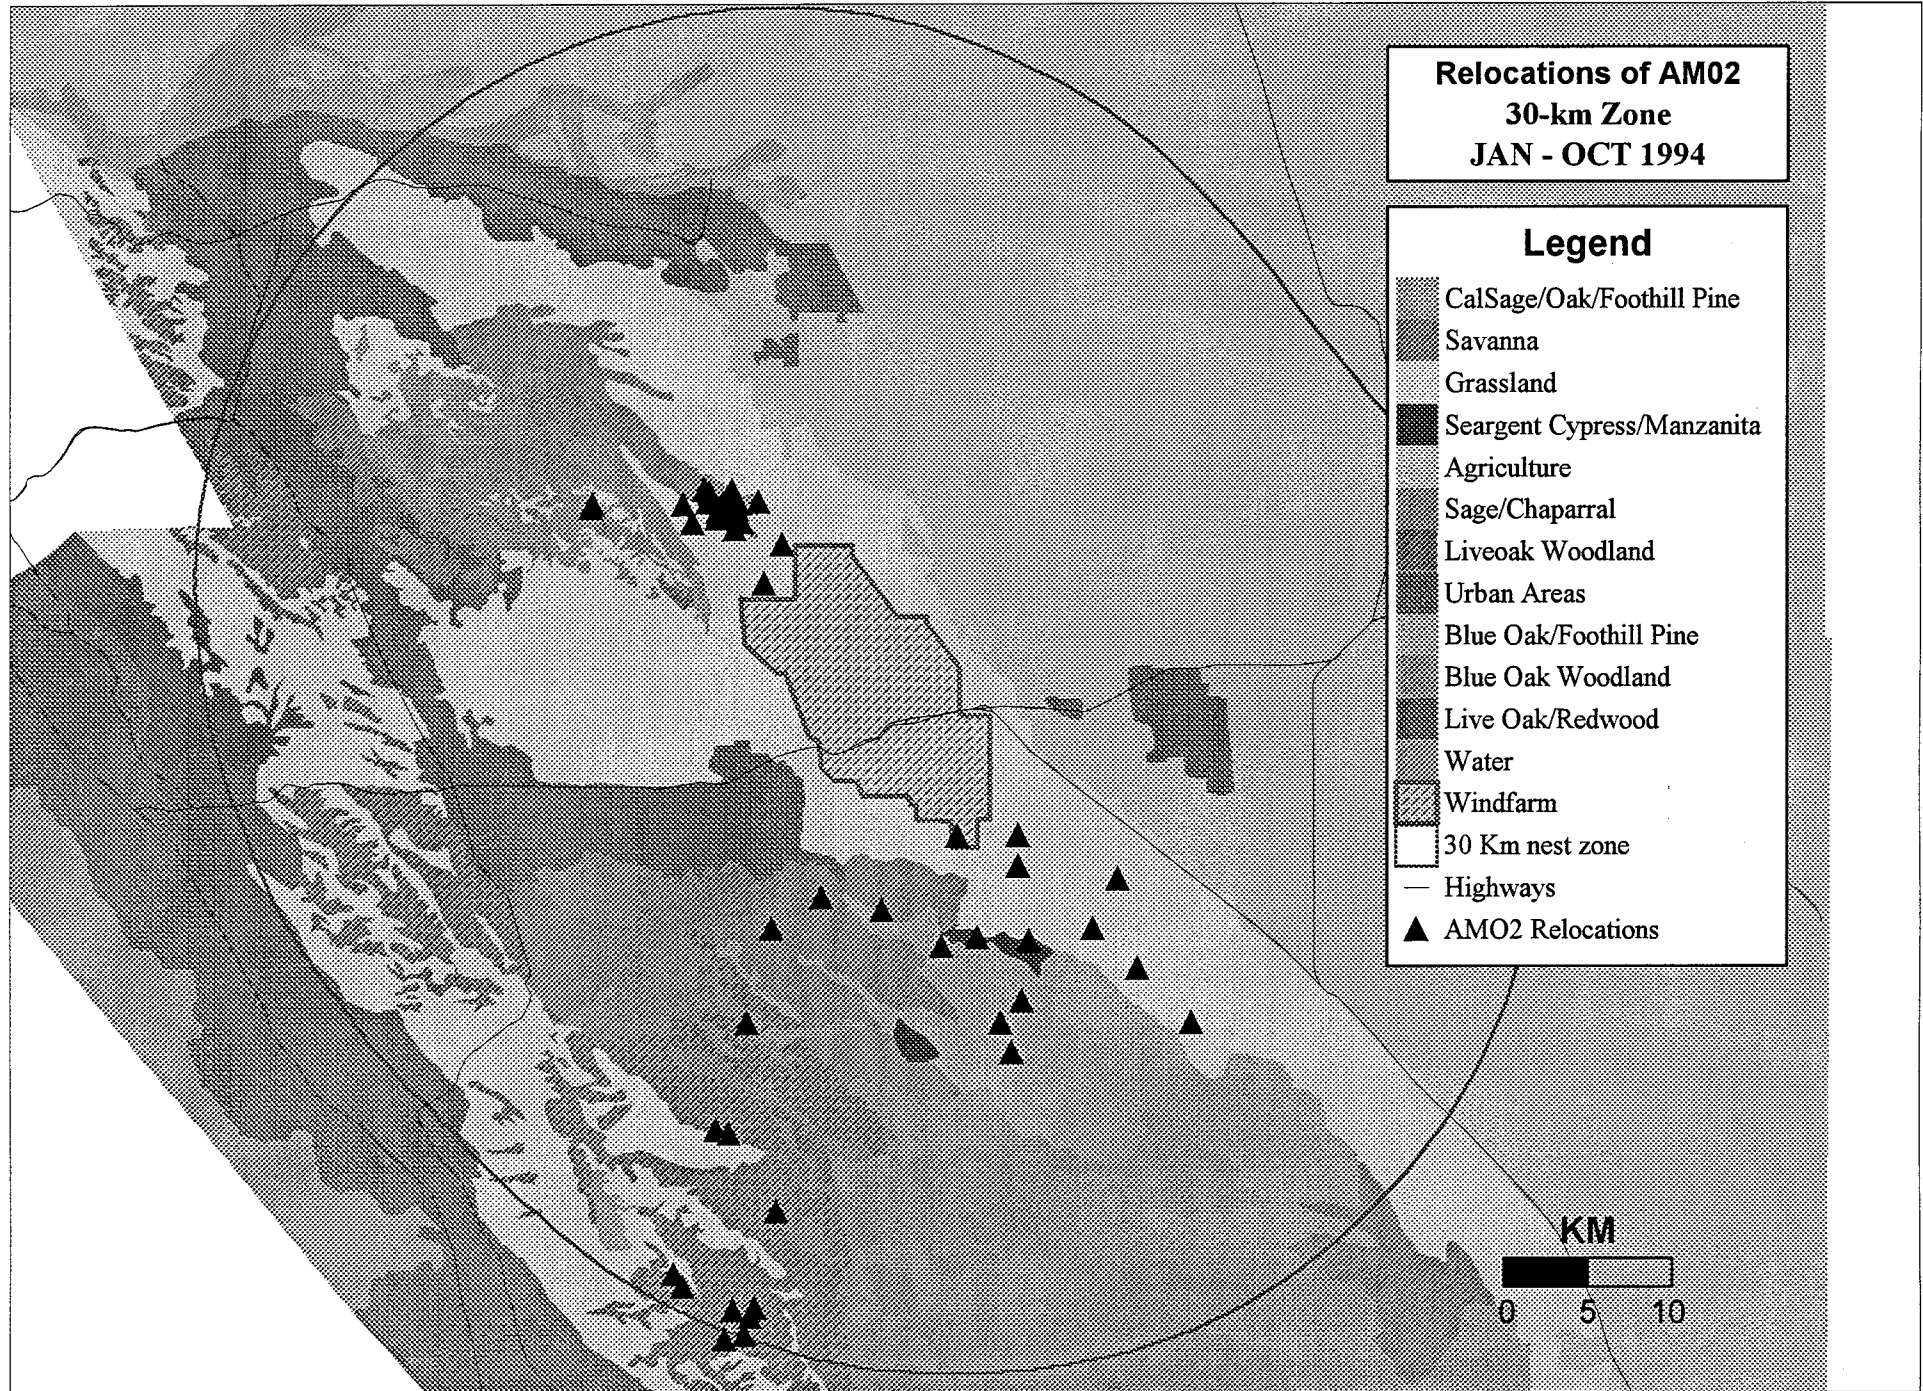 Relocations of AM02
30-km Zone
JAN - OCT 1994
Legend
CalSage/Oak/Foothill Pine
Savanna
Grassland
Seargent Cypress/Manzanita
Agriculture
Sage/Chaparral
Liveoak Woodland
Urban Areas
Blue Oak/Foothill Pine
Blue Oak Woodland
Live Oak/Redwood
Water
Windfarm
30 Km nest zone
Highways
AMO2 Relocations
KM
0 5 10